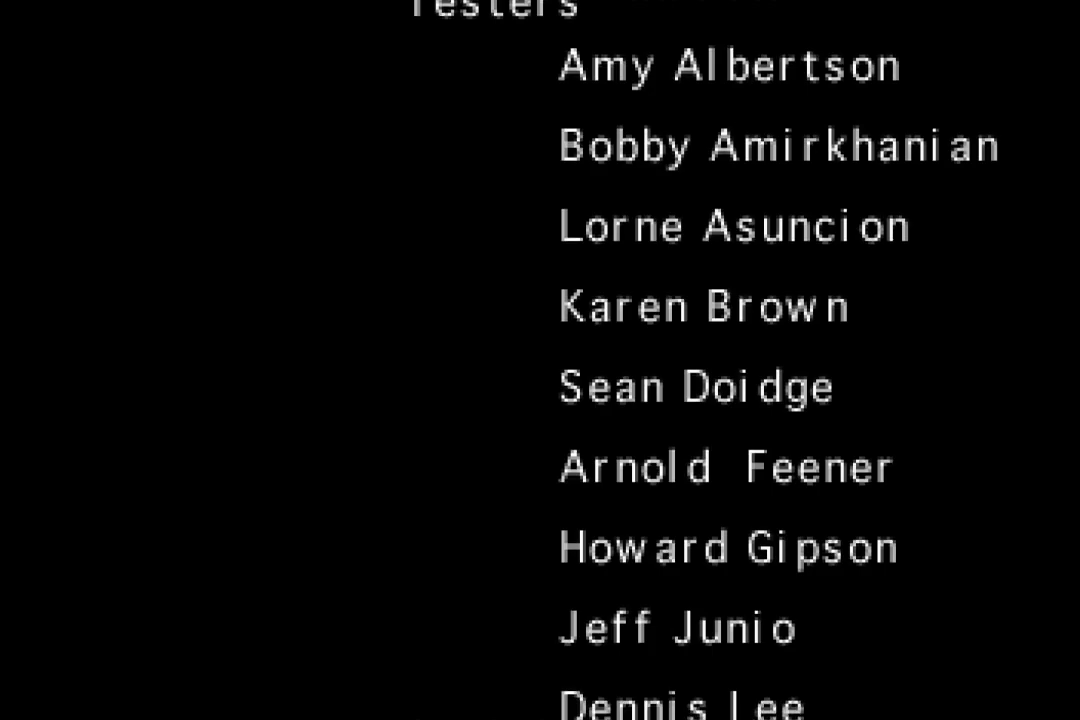 Testers
Amy Albertson
Bobby Amirkhanian
Lorne Asuncion
Karen Brown
Sean Doidge
Arnold Feener
Howard Gipson
Jeff Junio
Dennis Lee